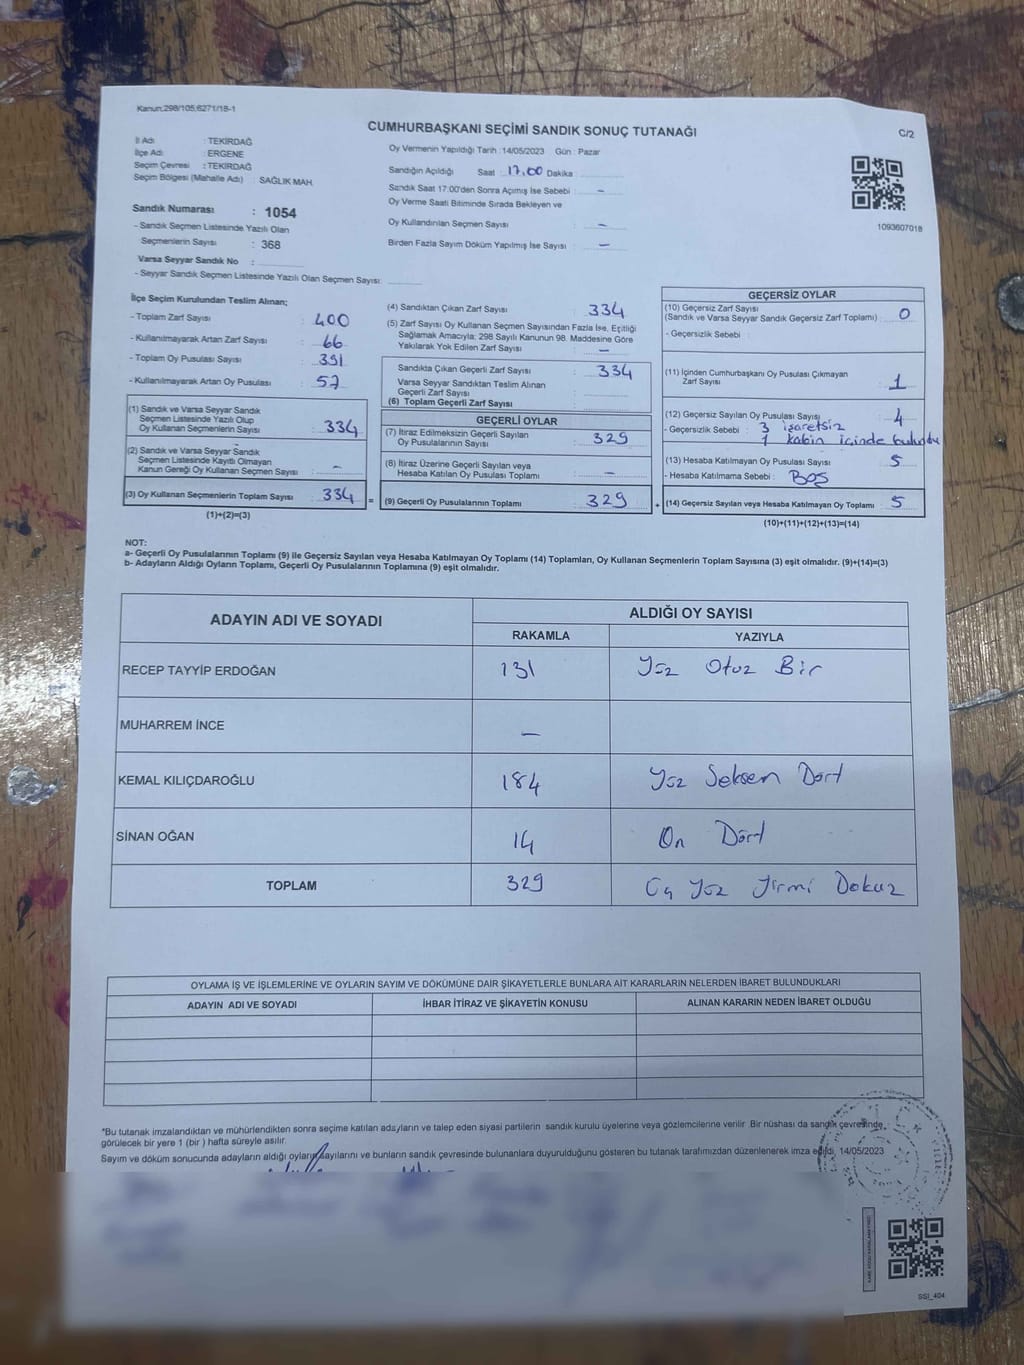 Kanun;298/105;6271/18-1
CUMHURBAŞKANI SEÇİMİ SANDIK SONUÇ TUTANAĞI
C/2
İl Adı : TEKİRDAĞ
İlçe Adı : ERGENE
Seçim Çevresi : TEKİRDAĞ
Seçim Bölgesi (Mahalle Adı) : SAĞLIK MAH.
Sandık Numarası : 1054
- Sandık Seçmen Listesinde Yazılı Olan
Seçmenlerin Sayısı : 368
Varsa Seyyar Sandık No :
- Seyyar Sandık Seçmen Listesinde Yazılı Olan Seçmen Sayısı:
Oy Vermenin Yapıldığı Tarih : 14/05/2023 Gün : Pazar
Sandığın Açıldığı Saat : 17.00 Dakika :
Sandık Saat 17:00'den Sonra Açılmış İse Sebebi : –
Oy Verme Saati Bitiminde Sırada Bekleyen ve
Oy Kullandırılan Seçmen Sayısı : –
Birden Fazla Sayım Döküm Yapılmış İse Sayısı : –
1093607018
İlçe Seçim Kurulundan Teslim Alınan;
- Toplam Zarf Sayısı : 400
- Kullanılmayarak Artan Zarf Sayısı : 66
- Toplam Oy Pusulası Sayısı : 391
- Kullanılmayarak Artan Oy Pusulası : 57
(1) Sandık ve Varsa Seyyar Sandık
Seçmen Listesinde Yazılı Olup
Oy Kullanan Seçmenlerin Sayısı : 334
(2) Sandık ve Varsa Seyyar Sandık
Seçmen Listesinde Kayıtlı Olmayan
Kanun Gereği Oy Kullanan Seçmen Sayısı : –
(3) Oy Kullanan Seçmenlerin Toplam Sayısı : 334 =
(1)+(2)=(3)
(4) Sandıktan Çıkan Zarf Sayısı : 334
(5) Zarf Sayısı Oy Kullanan Seçmen Sayısından Fazla İse, Eşitliği
Sağlamak Amacıyla; 298 Sayılı Kanunun 98. Maddesine Göre
Yakılarak Yok Edilen Zarf Sayısı : –
Sandıkta Çıkan Geçerli Zarf Sayısı : 334
Varsa Seyyar Sandıktan Teslim Alınan
Geçerli Zarf Sayısı :
(6) Toplam Geçerli Zarf Sayısı :
GEÇERLİ OYLAR
(7) İtiraz Edilmeksizin Geçerli Sayılan
Oy Pusulalarının Sayısı : 329
(8) İtiraz Üzerine Geçerli Sayılan veya
Hesaba Katılan Oy Pusulası Toplamı : –
(9) Geçerli Oy Pusulalarının Toplamı : 329 +
GEÇERSİZ OYLAR
(10) Geçersiz Zarf Sayısı
(Sandık ve Varsa Seyyar Sandık Geçersiz Zarf Toplamı) : 0
- Geçersizlik Sebebi :
(11) İçinden Cumhurbaşkanı Oy Pusulası Çıkmayan
Zarf Sayısı : 1
(12) Geçersiz Sayılan Oy Pusulası Sayısı : 4
- Geçersizlik Sebebi : 3 işaretsiz
1 kabin içinde bulundu
(13) Hesaba Katılmayan Oy Pusulası Sayısı : 5
- Hesaba Katılmama Sebebi : BOŞ
(14) Geçersiz Sayılan veya Hesaba Katılmayan Oy Toplamı : 5
(10)+(11)+(12)+(13)=(14)
NOT:
a- Geçerli Oy Pusulalarının Toplamı (9) ile Geçersiz Sayılan veya Hesaba Katılmayan Oy Toplamı (14) Toplamları, Oy Kullanan Seçmenlerin Toplam Sayısına (3) eşit olmalıdır. (9)+(14)=(3)
b- Adayların Aldığı Oyların Toplamı, Geçerli Oy Pusulalarının Toplamına (9) eşit olmalıdır.
ADAYIN ADI VE SOYADI
ALDIĞI OY SAYISI
RAKAMLA YAZIYLA
RECEP TAYYİP ERDOĞAN 131 Yüz Otuz Bir
MUHARREM İNCE –
KEMAL KILIÇDAROĞLU 184 Yüz Seksen Dört
SİNAN OĞAN 14 On Dört
TOPLAM 329 Üç Yüz Yirmi Dokuz
OYLAMA İŞ VE İŞLEMLERİNE VE OYLARIN SAYIM VE DÖKÜMÜNE DAİR ŞİKAYETLERLE BUNLARA AİT KARARLARIN NELERDEN İBARET BULUNDUKLARI
ADAYIN ADI VE SOYADI İHBAR İTİRAZ VE ŞİKAYETİN KONUSU ALINAN KARARIN NEDEN İBARET OLDUĞU
*Bu tutanak imzalandıktan ve mühürlendikten sonra seçime katılan adayların ve talep eden siyasi partilerin sandık kurulu üyelerine veya gözlemcilerine verilir. Bir nüshası da sandık çevresinde,
görülecek bir yere 1 (bir ) hafta süreyle asılır.
Sayım ve döküm sonucunda adayların aldığı oyların sayılarını ve bunların sandık çevresinde bulunanlara duyurulduğunu gösteren bu tutanak tarafımızdan düzenlenerek imza edildi. 14/05/2023
SSI_404